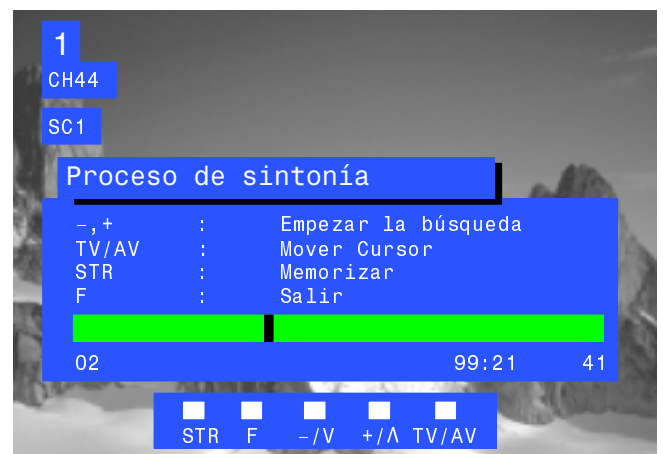 1
CH44
SC1
Proceso de sintonía
–,+ : Empezar la búsqueda
TV/AV : Mover Cursor
STR : Memorizar
F : Salir
02 99:21 41
STR F –/V +/Λ TV/AV